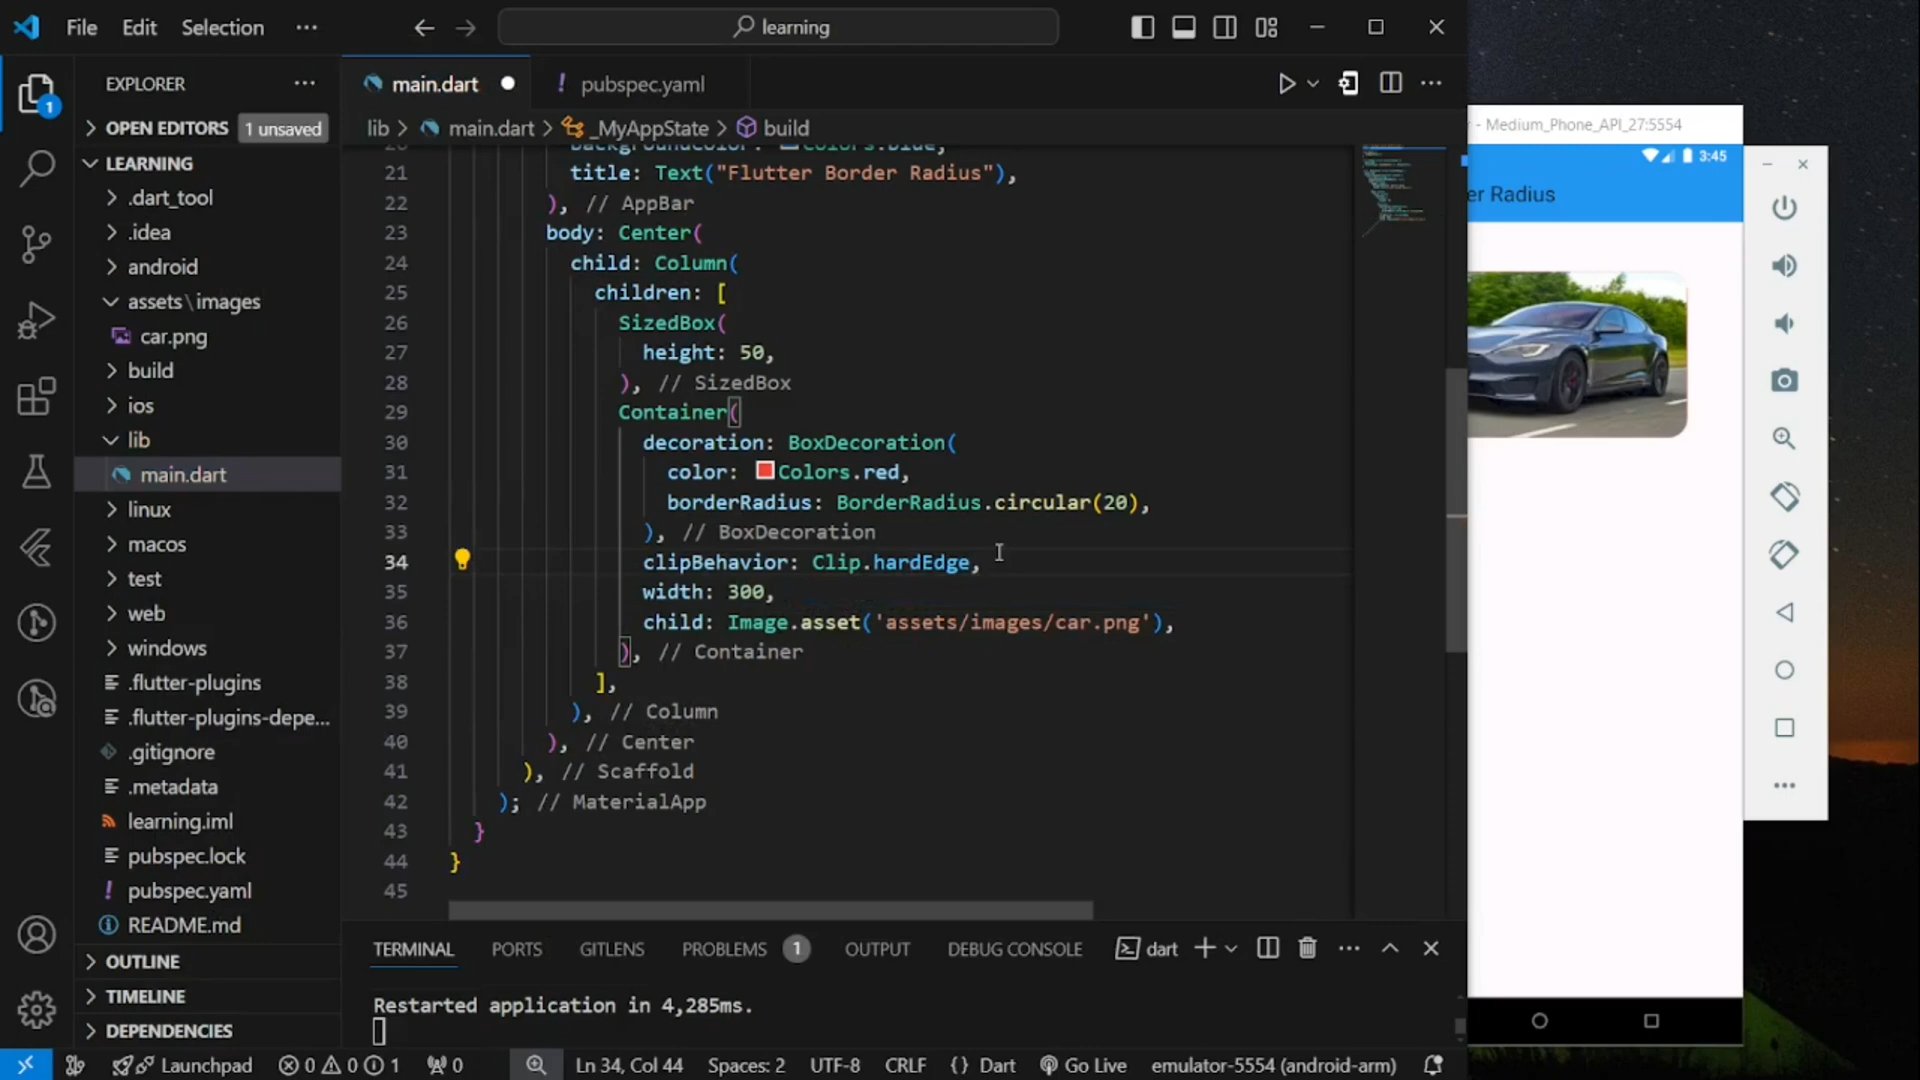 File Edit Selection ··· learning
EXPLORER ···
OPEN EDITORS 1 unsaved
LEARNING
.dart_tool
.idea
android
assets\images
car.png
build
ios
lib
main.dart
linux
macos
test
web
windows
.flutter-plugins
.flutter-plugins-depe...
.gitignore
.metadata
learning.iml
pubspec.lock
pubspec.yaml
README.md
OUTLINE
TIMELINE
DEPENDENCIES
1
main.dart pubspec.yaml
lib > main.dart > _MyAppState > build
20 backgroundColor: Colors.blue,
21 title: Text("Flutter Border Radius"),
22 ), // AppBar
23 body: Center(
24 child: Column(
25 children: [
26 SizedBox(
27 height: 50,
28 ), // SizedBox
29 Container(
30 decoration: BoxDecoration(
31 color: Colors.red,
32 borderRadius: BorderRadius.circular(20),
33 ), // BoxDecoration
34 clipBehavior: Clip.hardEdge,
35 width: 300,
36 child: Image.asset('assets/images/car.png'),
37 ), // Container
38 ],
39 ), // Column
40 ), // Center
41 ), // Scaffold
42 ); // MaterialApp
43 }
44 }
45
TERMINAL PORTS GITLENS PROBLEMS 1 OUTPUT DEBUG CONSOLE dart
Restarted application in 4,285ms.
Launchpad 0 0 1 0 Ln 34, Col 44 Spaces: 2 UTF-8 CRLF {} Dart Go Live emulator-5554 (android-arm)
- Medium_Phone_API_27:5554
3:45
er Radius